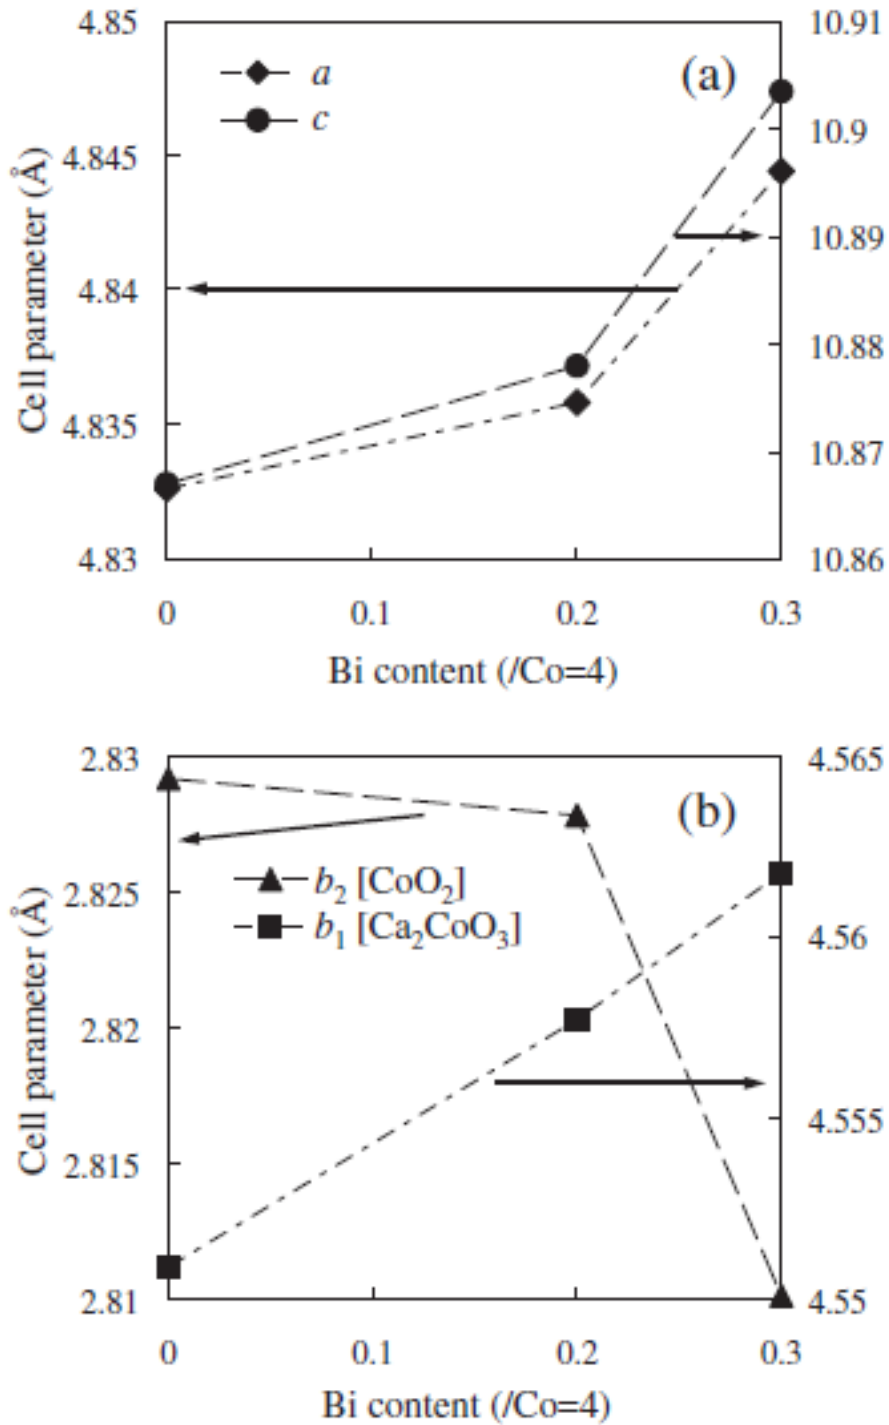 4.85
10.91
a
(a)
c
10.9
4.845
10.89
4.84
10.88
4.835
10.87
4.83
10.86
Cell parameter (Å)
0
0.1
0.2
0.3
Bi content (/Co=4)
2.83
4.565
(b)
b₂ [CoO₂]
2.825
b₁ [Ca₂CoO₃]
4.56
2.82
4.555
2.815
2.81
4.55
Cell parameter (Å)
0
0.1
0.2
0.3
Bi content (/Co=4)